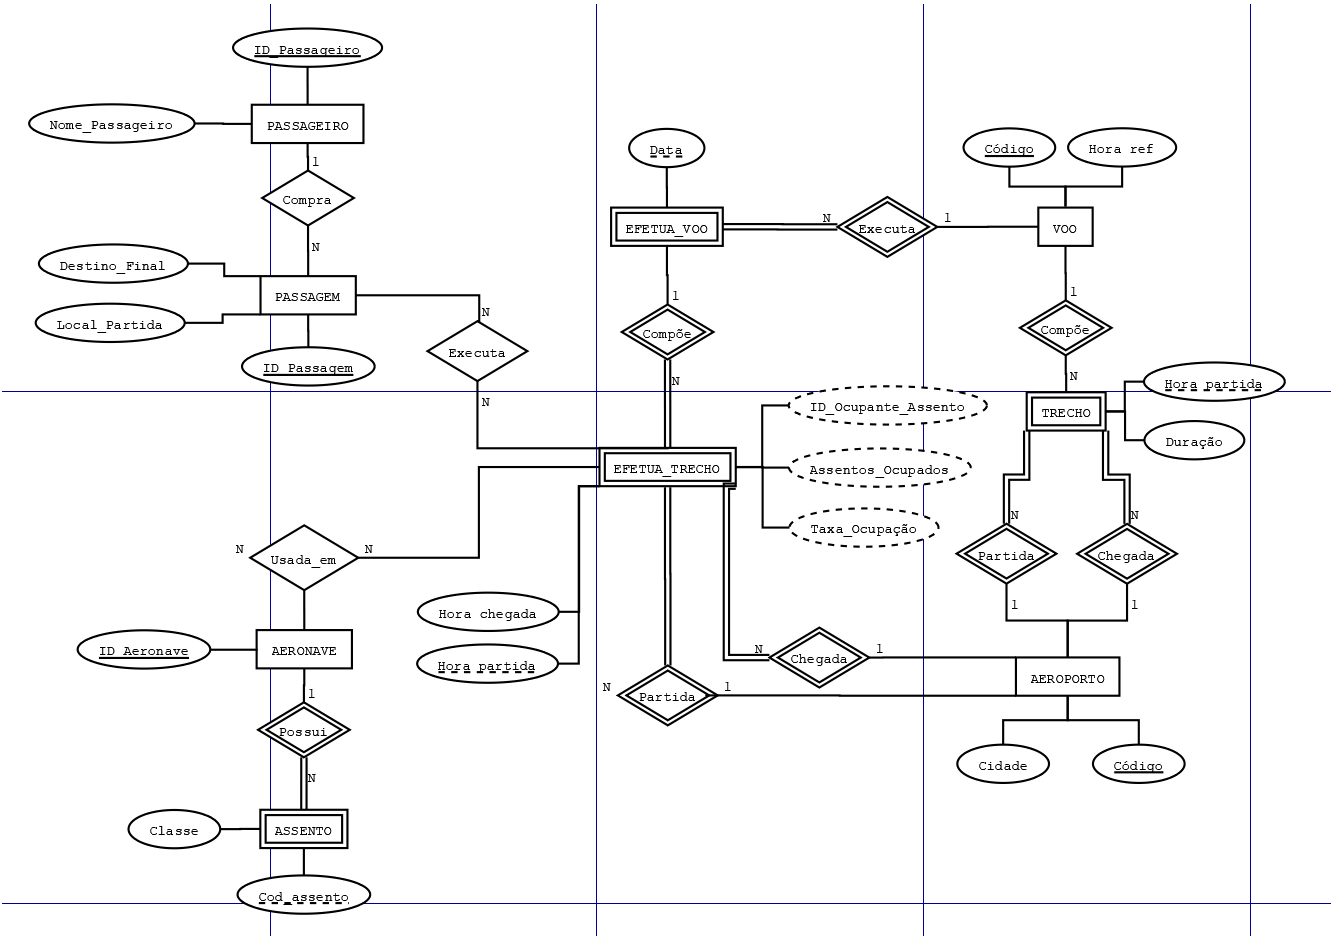 ID_Passageiro
Nome_Passageiro
PASSAGEIRO
1
Compra
N
Destino_Final
PASSAGEM
Local_Partida
ID_Passagem
N
Executa
N
Data
EFETUA_VOO
N
Executa
1
Código
Hora ref
VOO
1
Compõe
N
1
Compõe
N
TRECHO
Hora partida
Duração
ID_Ocupante_Assento
EFETUA_TRECHO
Assentos_Ocupados
Taxa_Ocupação
N
N
Partida
Chegada
1
1
N
Usada_em
N
Hora chegada
Hora partida
ID_Aeronave
AERONAVE
N
Chegada
1
N
Partida
1
AEROPORTO
Cidade
Código
1
Possui
N
Classe
ASSENTO
Cod_assento